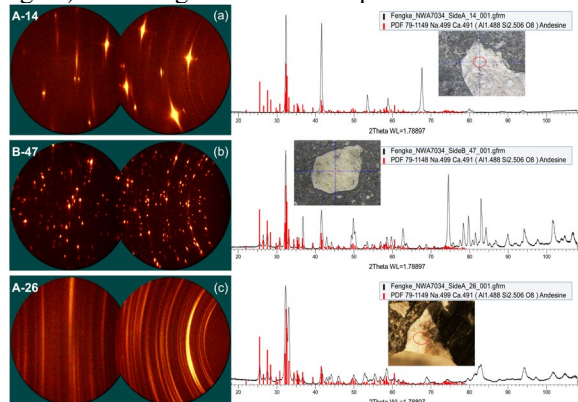 A-14
(a)
Fengke_NWA7034_SideA_14_001.gfrm
PDF 79-1149 Na.499 Ca.491 ( Al1.488 Si2.506 O8 ) Andesine
20 30 40 50 60 70 80 90 100
2Theta WL=1.78897
B-47
(b)
Fengke_NWA7034_SideB_47_001.gfrm
PDF 79-1148 Na.499 Ca.491 ( Al1.488 Si2.506 O8 ) Andesine
20 30 40 50 60 70 80 90 100
2Theta WL=1.78897
A-26
(c)
Fengke_NWA7034_SideA_26_001.gfrm
PDF 79-1149 Na.499 Ca.491 ( Al1.488 Si2.506 O8 ) Andesine
20 30 40 50 60 70 80 90 100
2Theta WL=1.78897